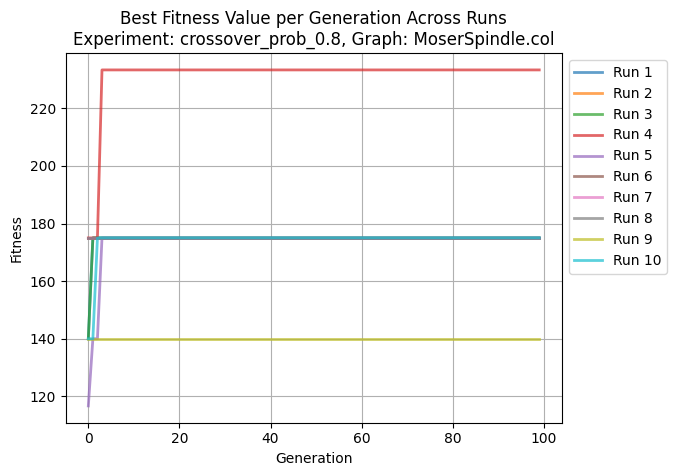 Best Fitness Value per Generation Across Runs
Experiment: crossover_prob_0.8, Graph: MoserSpindle.col
Fitness
220
200
180
160
140
120
0
20
40
60
80
100
Generation
Run 1
Run 2
Run 3
Run 4
Run 5
Run 6
Run 7
Run 8
Run 9
Run 10